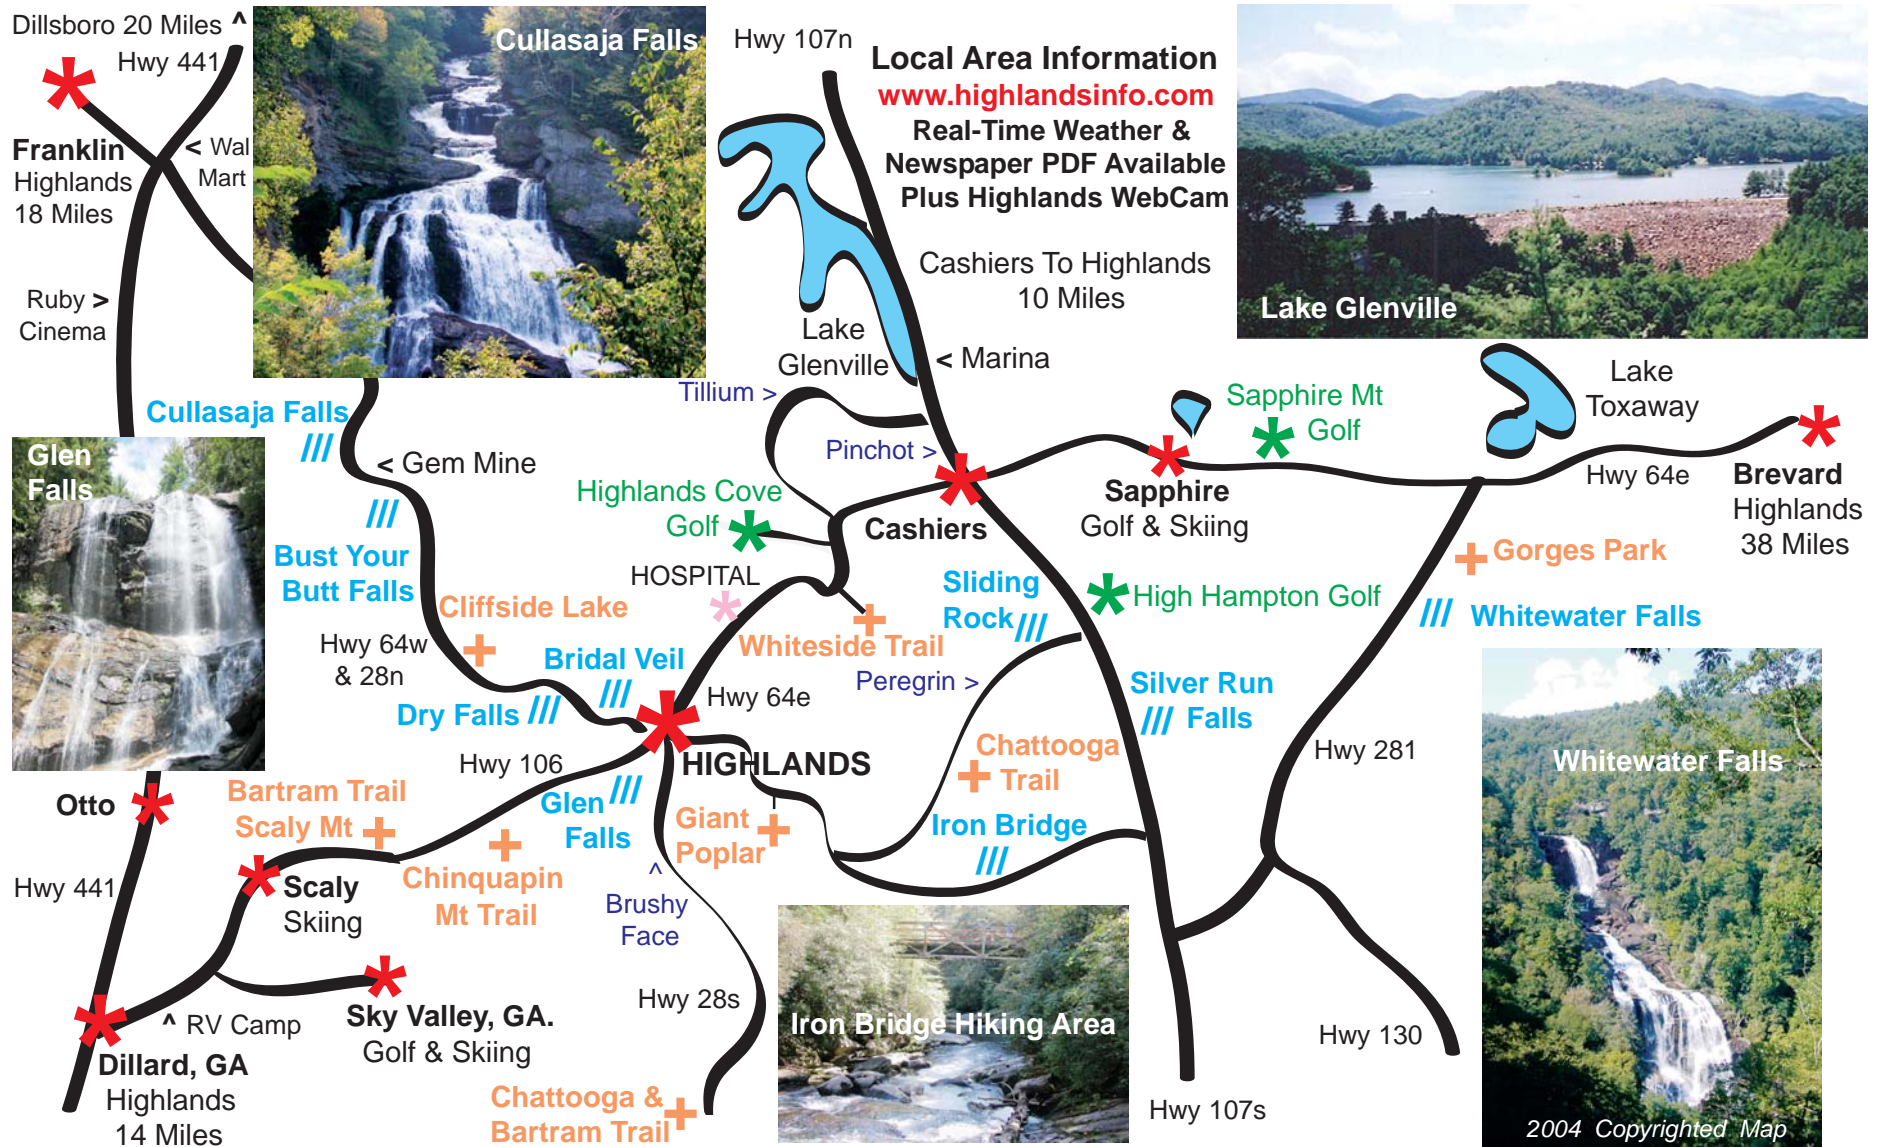 Dillsboro 20 Miles ^
Hwy 441
Franklin
Highlands
18 Miles
< Wal
Mart
Ruby >
Cinema
Cullasaja Falls
Hwy 107n
Local Area Information
www.highlandsinfo.com
Real-Time Weather &
Newspaper PDF Available
Plus Highlands WebCam
Cashiers To Highlands
10 Miles
Lake Glenville
Lake
Glenville
< Marina
Tillium >
Pinchot >
Sapphire Mt
Golf
Lake
Toxaway
Hwy 64e
Brevard
Highlands
38 Miles
Cullasaja Falls
< Gem Mine
Glen
Falls
Bust Your
Butt Falls
Highlands Cove
Golf
Cashiers
Sapphire
Golf & Skiing
HOSPITAL
Cliffside Lake
Hwy 64w
& 28n
Bridal Veil
Dry Falls
Whiteside Trail
Hwy 64e
Sliding
Rock
High Hampton Golf
Gorges Park
Whitewater Falls
Peregrin >
Silver Run
Falls
Chattooga
Trail
Iron Bridge
Hwy 281
Whitewater Falls
HIGHLANDS
Hwy 106
Glen
Falls
Giant
Poplar
Otto
Bartram Trail
Scaly Mt
Hwy 441
Scaly
Skiing
Chinquapin
Mt Trail
^
Brushy
Face
Hwy 28s
^ RV Camp
Sky Valley, GA.
Golf & Skiing
Dillard, GA
Highlands
14 Miles
Chattooga &
Bartram Trail
Iron Bridge Hiking Area
Hwy 107s
Hwy 130
2004 Copyrighted Map